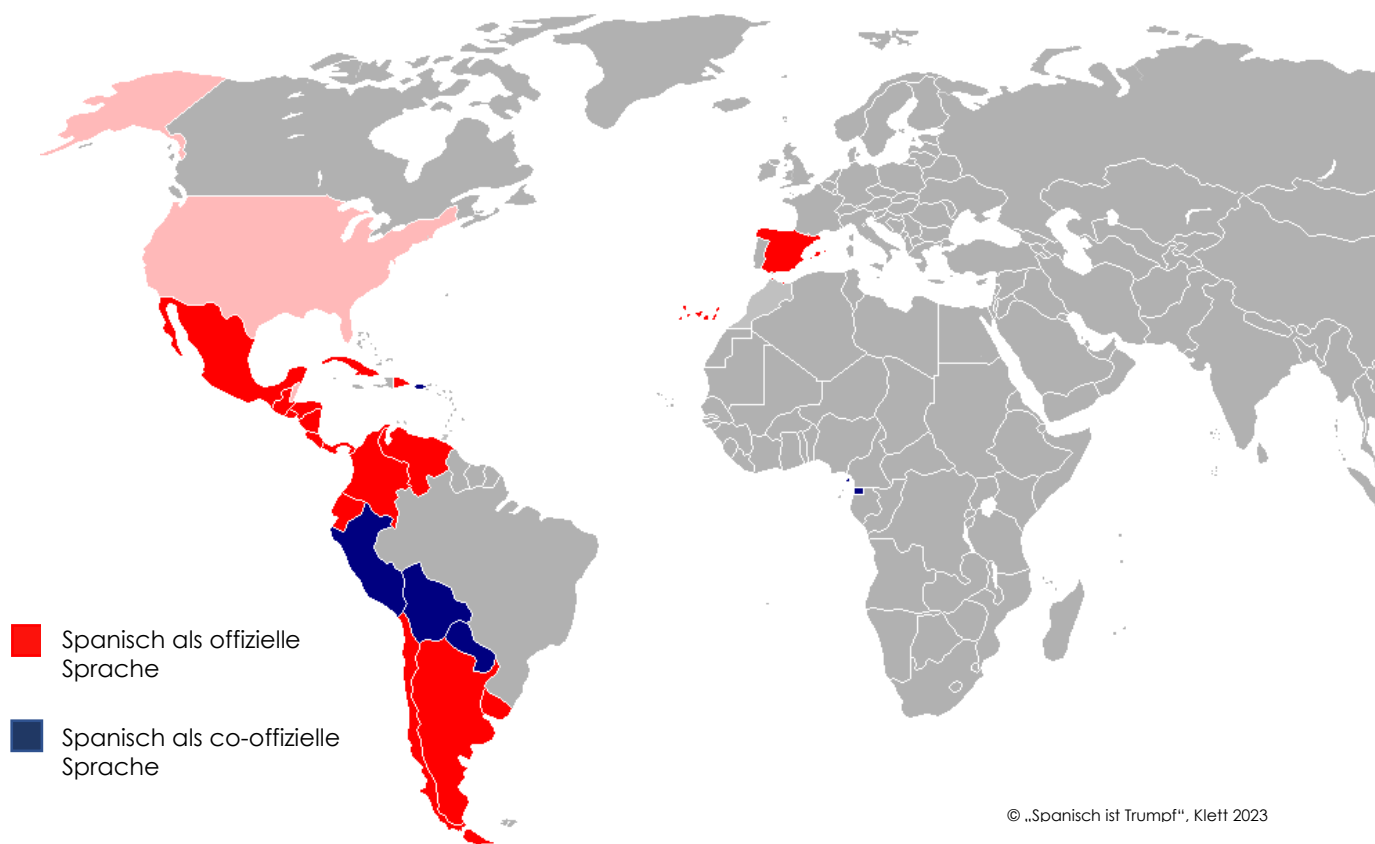 Spanisch als offizielle
Sprache
Spanisch als co-offizielle
Sprache
© „Spanisch ist Trumpf“, Klett 2023